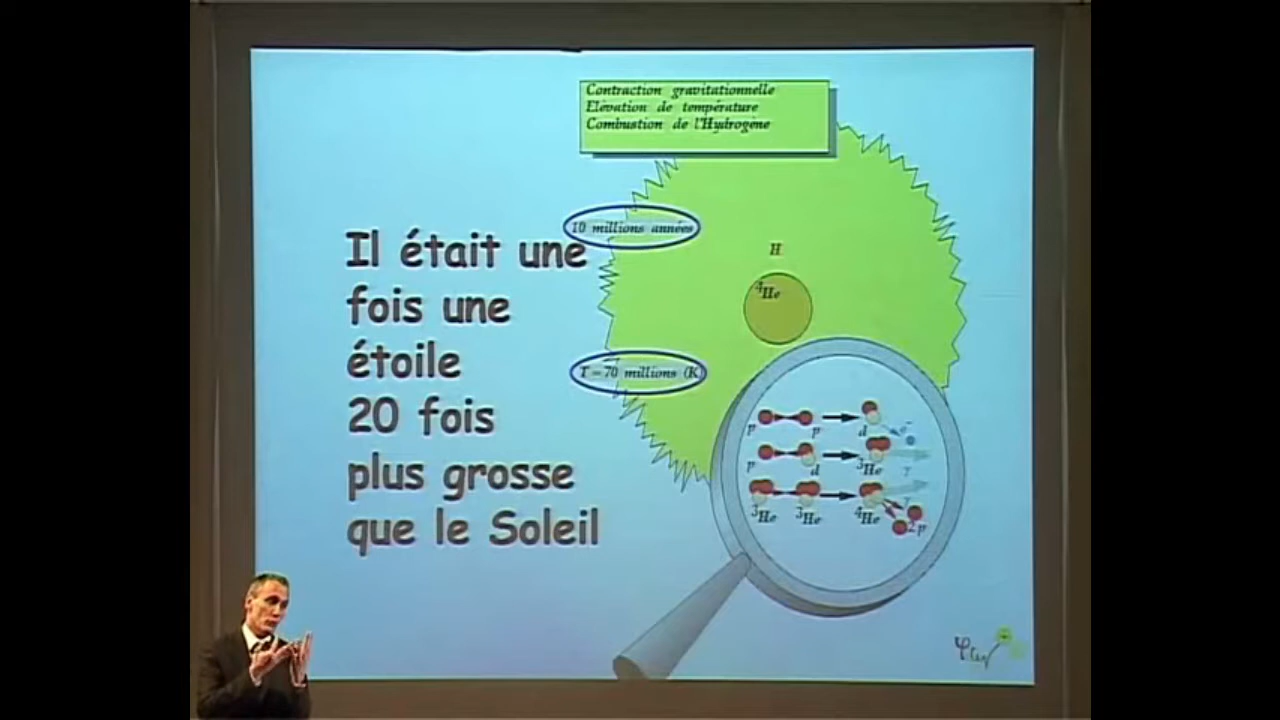 Contraction gravitationnelle
Elévation de température
Combustion de l'Hydrogène
10 millions années
Il était une
fois une
étoile
20 fois
plus grosse
que le Soleil
H
4He
T = 70 millions (K)
p p d e-
p d 3He γ
3He 3He 4He γ
2p